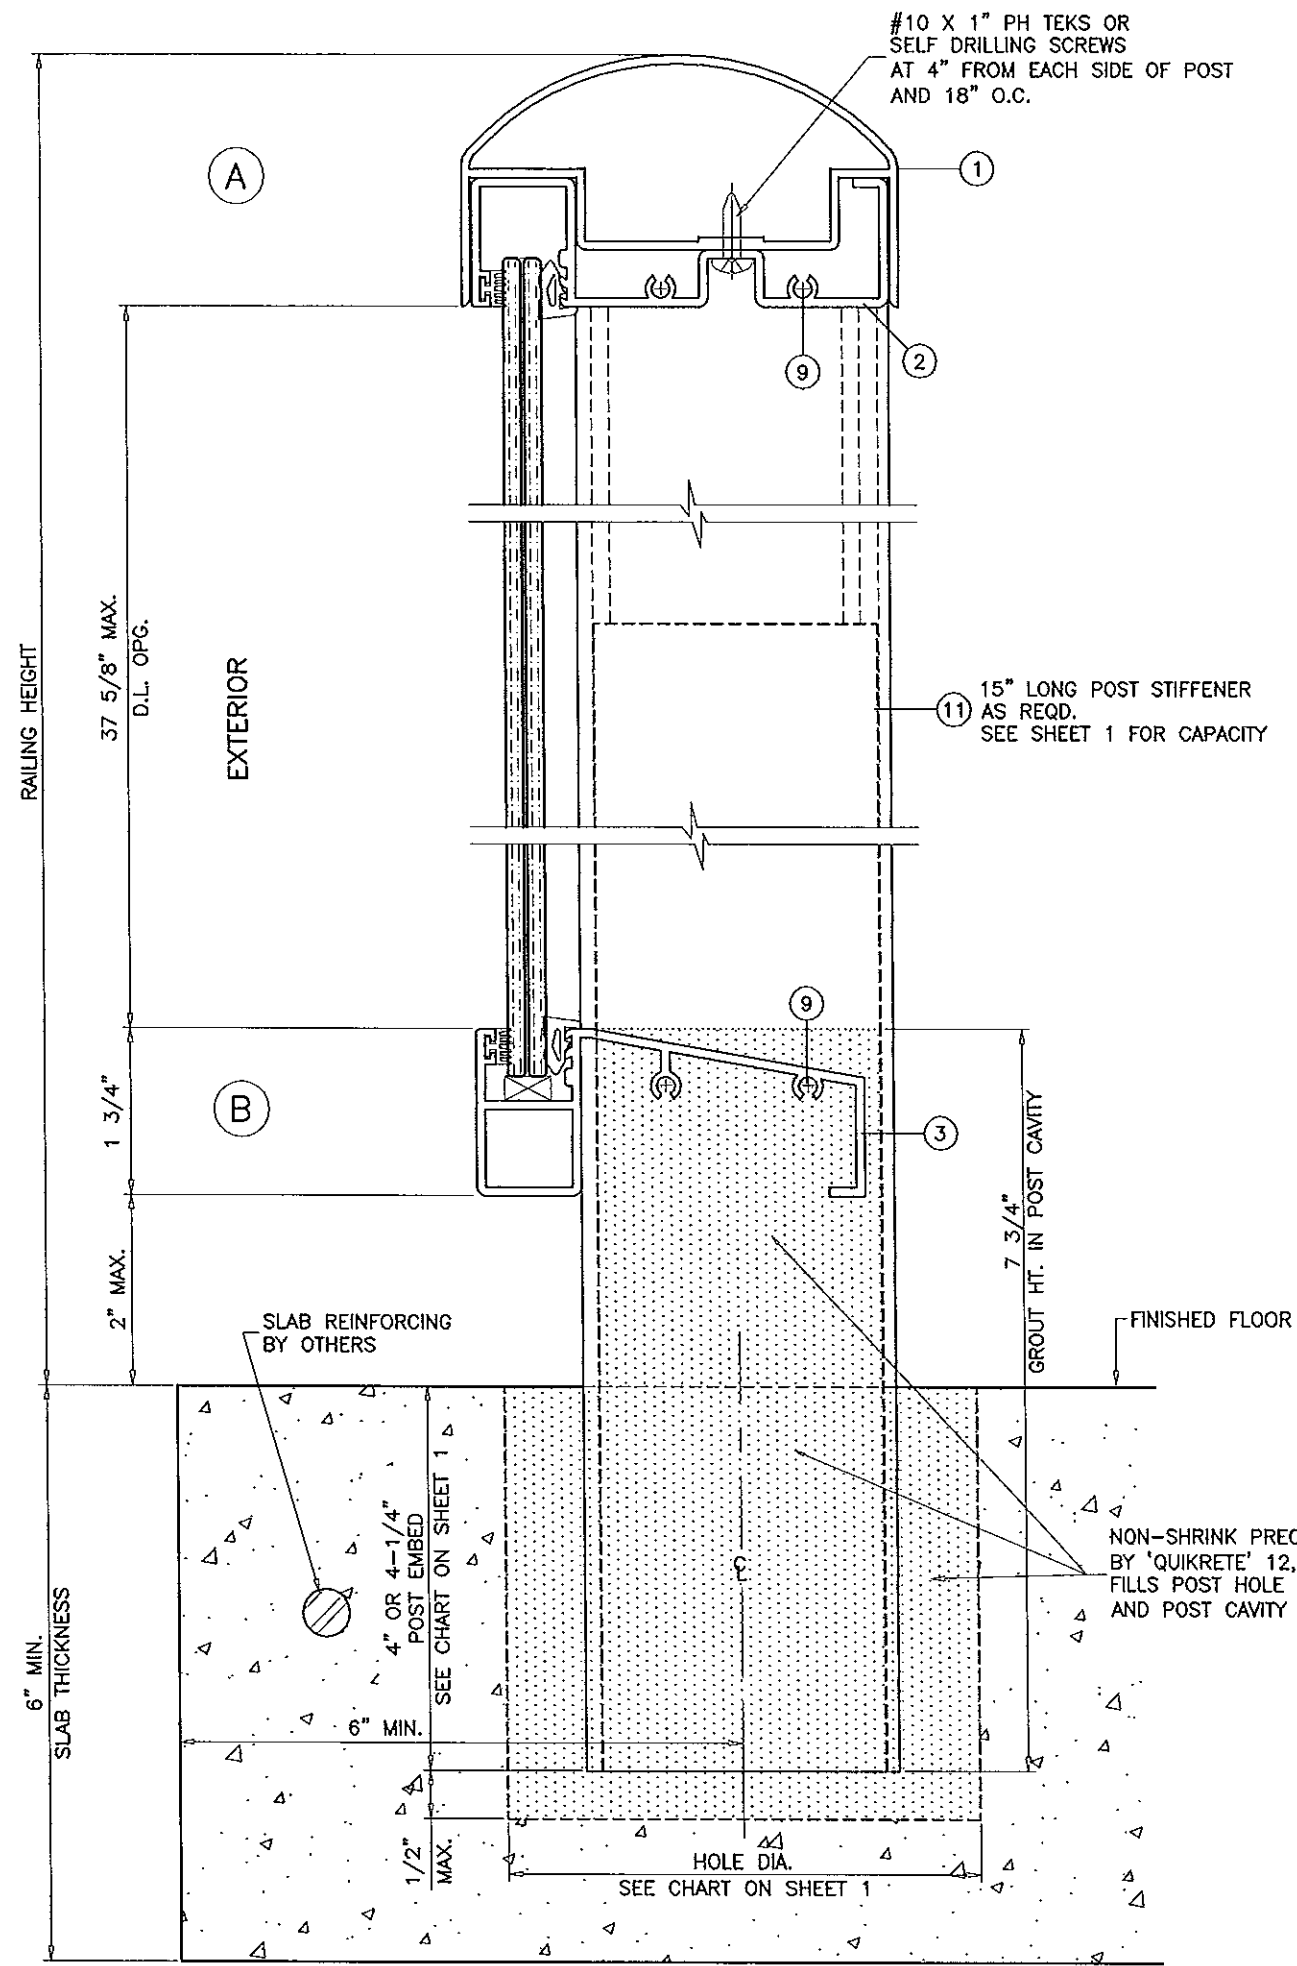 #10 X 1" PH TEKS OR
SELF DRILLING SCREWS
AT 4" FROM EACH SIDE OF POST
AND 18" O.C.
A
1
2
9
RAILING HEIGHT
37 5/8" MAX.
D.L. OPG.
EXTERIOR
11
15" LONG POST STIFFENER
AS REQD.
SEE SHEET 1 FOR CAPACITY
9
B
1 3/4"
3
7 3/4"
GROUT HT. IN POST CAVITY
2" MAX.
SLAB REINFORCING
BY OTHERS
FINISHED FLOOR
4" OR 4-1/4"
POST EMBED
SEE CHART ON SHEET 1
℄
NON-SHRINK PREC
BY 'QUIKRETE' 12,
FILLS POST HOLE
AND POST CAVITY
6" MIN.
SLAB THICKNESS
6" MIN.
1/2"
MAX.
HOLE DIA.
SEE CHART ON SHEET 1